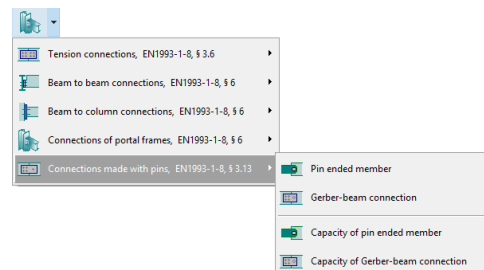 Tension connections, EN1993-1-8, § 3.6
Beam to beam connections, EN1993-1-8, § 6
Beam to column connections, EN1993-1-8, § 6
Connections of portal frames, EN1993-1-8, § 6
Connections made with pins, EN1993-1-8, § 3.13
Pin ended member
Gerber-beam connection
Capacity of pin ended member
Capacity of Gerber-beam connection